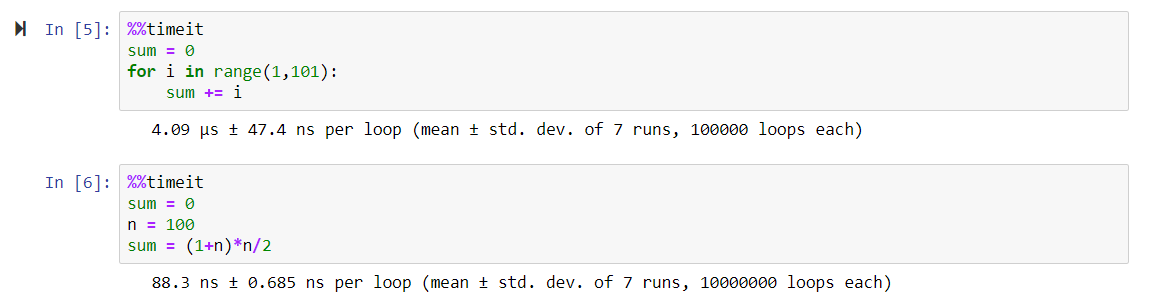 In [5]: %%timeit
sum = 0
for i in range(1,101):
    sum += i
4.09 µs ± 47.4 ns per loop (mean ± std. dev. of 7 runs, 100000 loops each)
In [6]: %%timeit
sum = 0
n = 100
sum = (1+n)*n/2
88.3 ns ± 0.685 ns per loop (mean ± std. dev. of 7 runs, 10000000 loops each)